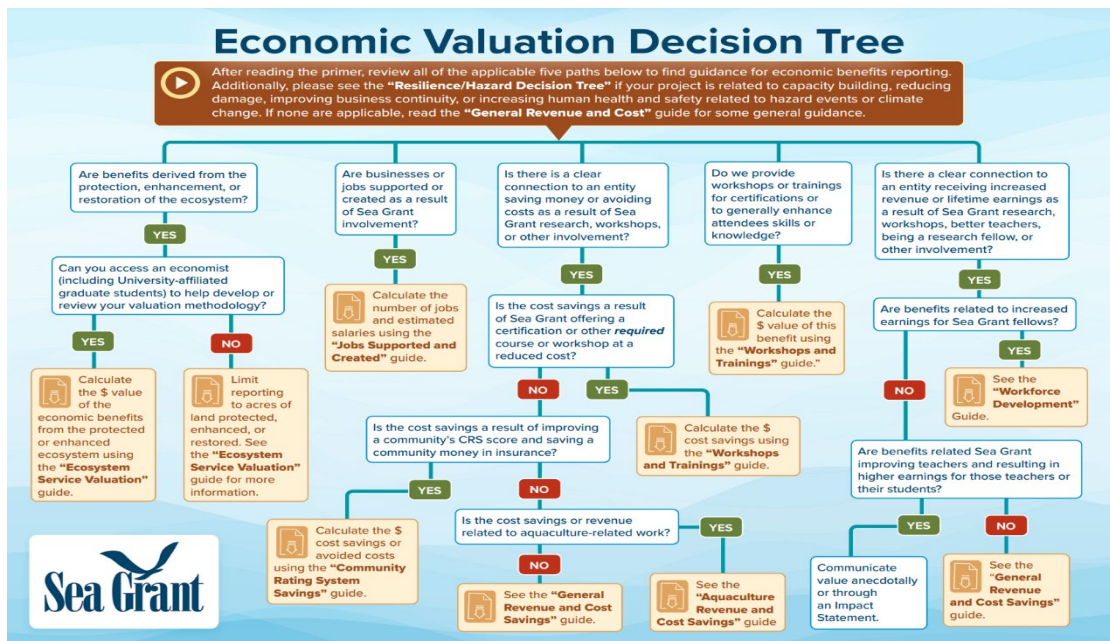 Economic Valuation Decision Tree
After reading the primer, review all of the applicable five paths below to find guidance for economic benefits reporting.
Additionally, please see the "Resilience/Hazard Decision Tree" if your project is related to capacity building, reducing
damage, improving business continuity, or increasing human health and safety related to hazard events or climate
change. If none are applicable, read the "General Revenue and Cost" guide for some general guidance.
Are benefits derived from the
protection, enhancement, or
restoration of the ecosystem?
YES
Can you access an economist
(including University-affiliated
graduate students) to help develop or
review your valuation methodology?
YES
Calculate
the $ value
of the
economic benefits
from the protected
or enhanced
ecosystem using
the "Ecosystem
Service Valuation"
guide.
NO
Limit
reporting
to acres of
land protected,
enhanced, or
restored. See
the "Ecosystem
Service Valuation"
guide for more
information.
Are businesses or
jobs supported or
created as a result
of Sea Grant
involvement?
YES
Calculate the
number of jobs
and estimated
salaries using the
"Jobs Supported and
Created" guide.
Is there is a clear
connection to an entity
saving money or avoiding
costs as a result of Sea
Grant research, workshops,
or other involvement?
YES
Is the cost savings a result
of Sea Grant offering a
certification or other required
course or workshop at a
reduced cost?
NO
YES
Calculate the $
cost savings using
the "Workshops
and Trainings" guide.
Is the cost savings a result of improving
a community's CRS score and saving a
community money in insurance?
YES
Calculate the $
cost savings or
avoided costs
using the "Community
Rating System
Savings" guide.
NO
Is the cost savings or revenue
related to aquaculture-related work?
NO
See the "General
Revenue and Cost
Savings" guide.
YES
See the
"Aquaculture
Revenue and
Cost Savings" guide
Do we provide
workshops or trainings
for certifications or
to generally enhance
attendees skills or
knowledge?
YES
Calculate the
$ value of this
benefit using
the "Workshops and
Trainings" guide."
Is there a clear connection to
an entity receiving increased
revenue or lifetime earnings as
a result of Sea Grant research,
workshops, better teachers,
being a research fellow, or
other involvement?
YES
Are benefits related to increased
earnings for Sea Grant fellows?
YES
See the
"Workforce
Development"
Guide.
NO
Are benefits related Sea Grant
improving teachers and resulting in
higher earnings for those teachers or
their students?
YES
Communicate
value anecdotally
or through
an Impact
Statement.
NO
See the
"General
Revenue
and Cost Savings"
guide.
Sea Grant